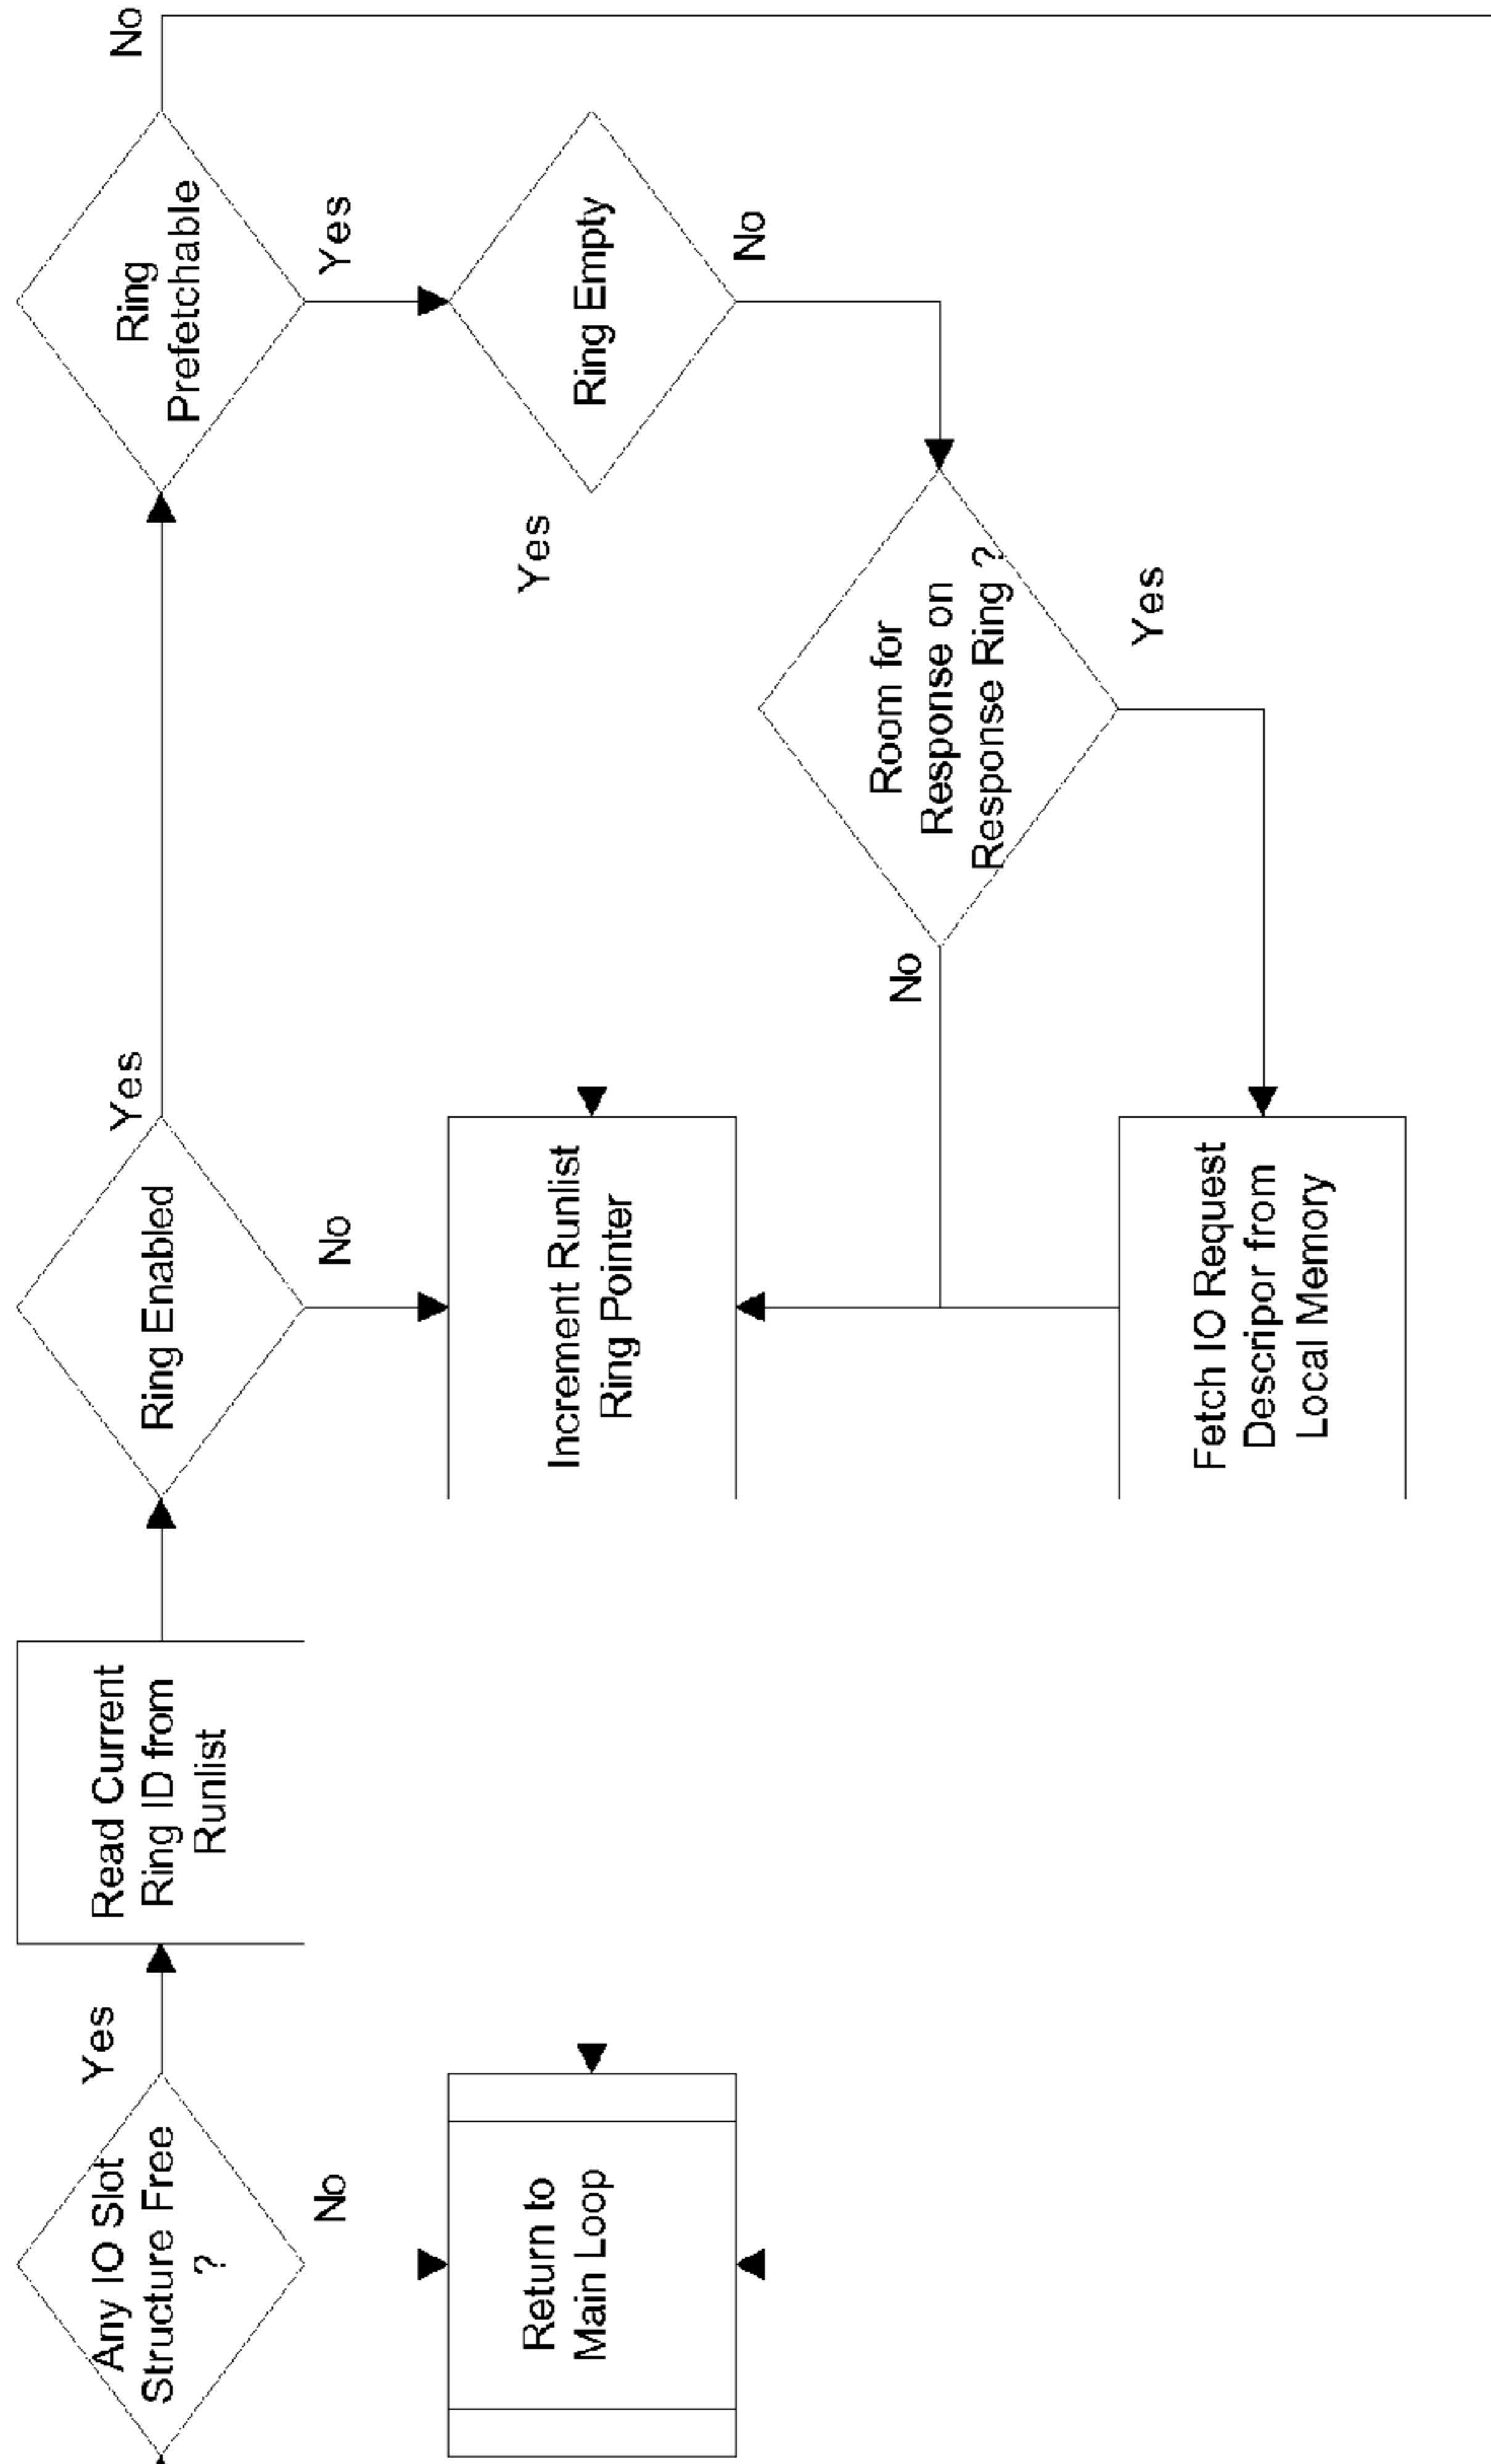 Any IO Slot
Structure Free
?
Yes
No
Read Current
Ring ID from
Runlist
Ring Enabled
Yes
No
Ring
Prefetchable
No
Yes
Return to
Main Loop
Increment Runlist
Ring Pointer
Yes
Ring Empty
No
Room for
Response on
Response Ring ?
No
Yes
Fetch IO Request
Descripor from
Local Memory